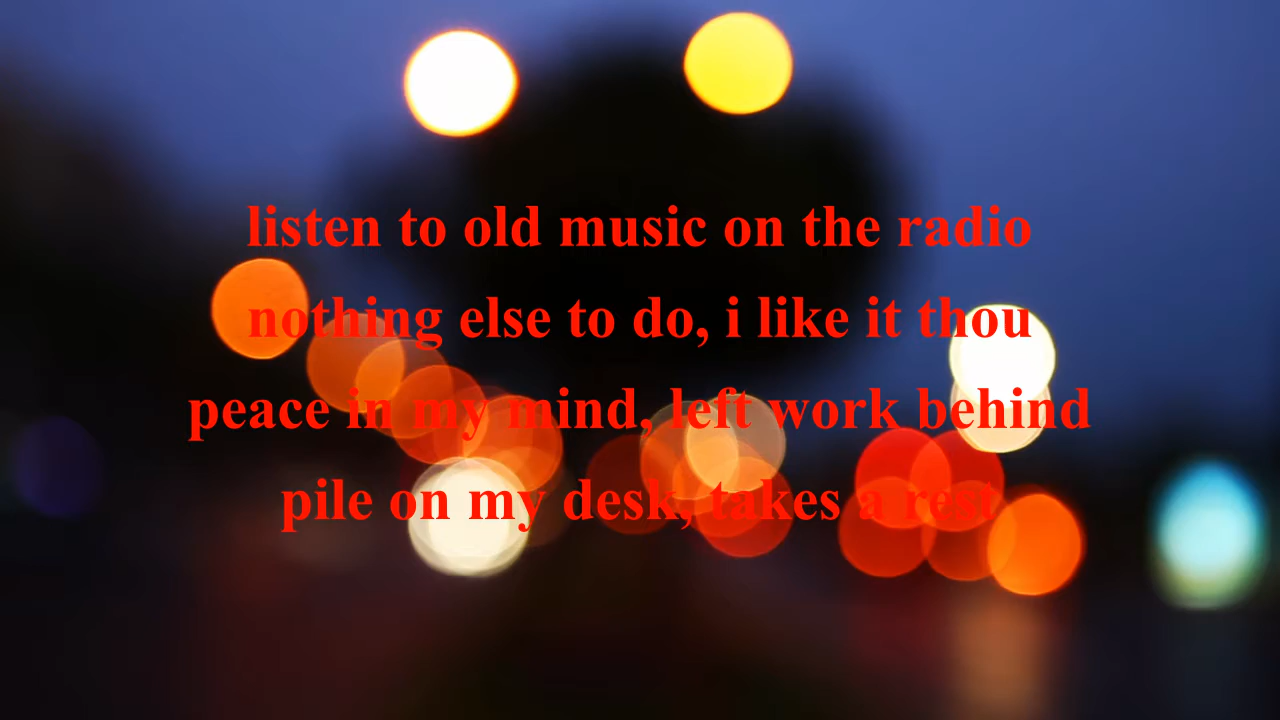 listen to old music on the radio
nothing else to do, i like it thou
peace in my mind, left work behind
pile on my desk, takes a rest